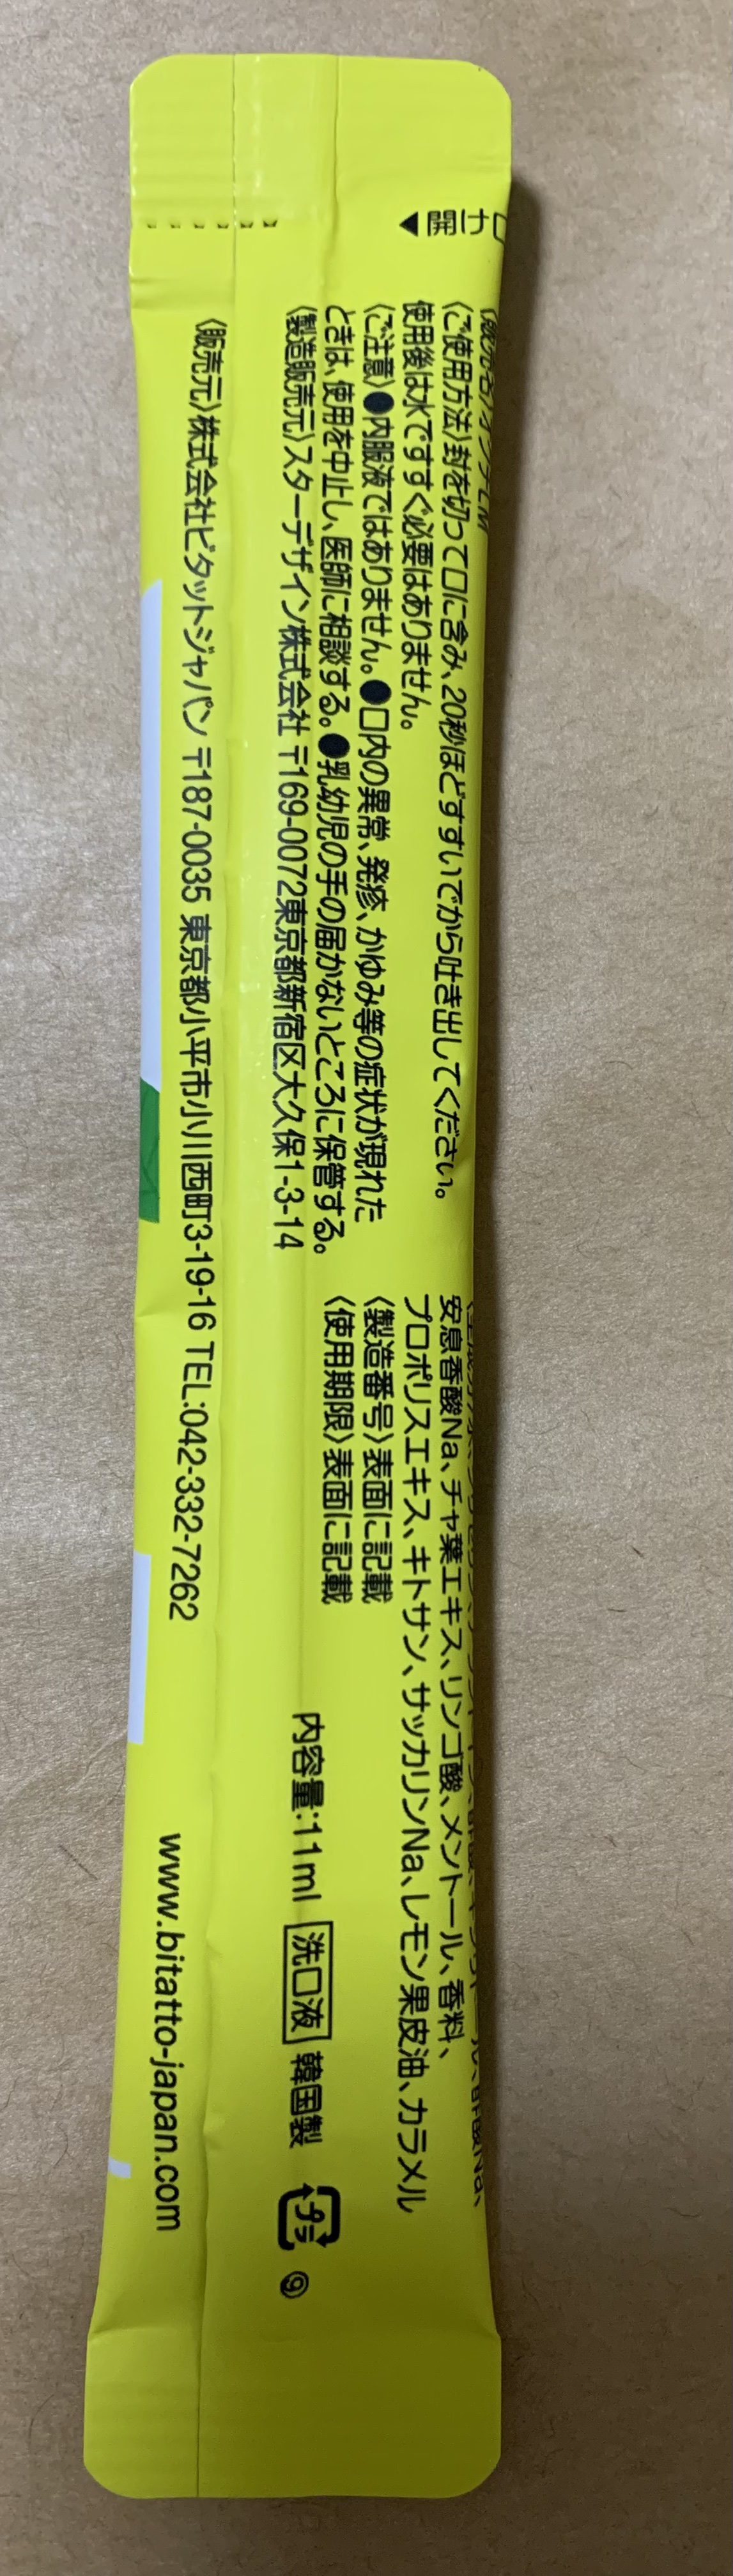 ◀開け口
〈ご使用方法〉封を切って口に含み、20秒ほどすすいでから吐き出してください。
使用後は水ですすぐ必要はありません。
〈ご注意〉●内服液ではありません。●口内の異常、発疹、かゆみ等の症状が現れた
ときは、使用を中止し、医師に相談する。●乳幼児の手の届かないところに保管する。
〈製造販売元〉スターデザイン株式会社 〒169-0072東京都新宿区大久保1-3-14
〈販売元〉株式会社ビタットジャパン 〒187-0035 東京都小平市小川西町3-19-16 TEL:042-332-7262
安息香酸Na、チャ葉エキス、リンゴ酸、メントール、香料、
プロポリスエキス、キトサン、サッカリンNa、レモン果皮油、カラメル
〈製造番号〉表面に記載
〈使用期限〉表面に記載
内容量:11ml 洗口液 韓国製 プラ ⑨
www.bitatto-japan.com